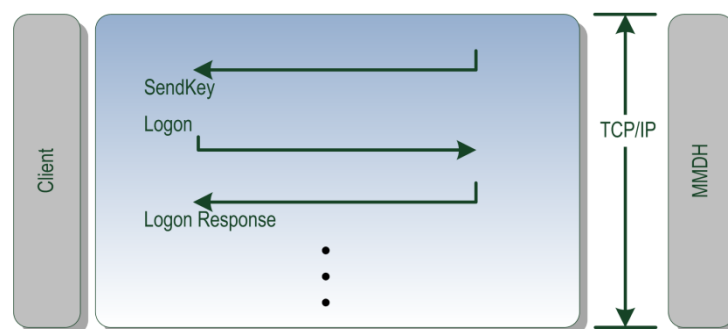 Client
SendKey
Logon
Logon Response
TCP/IP
MMDH